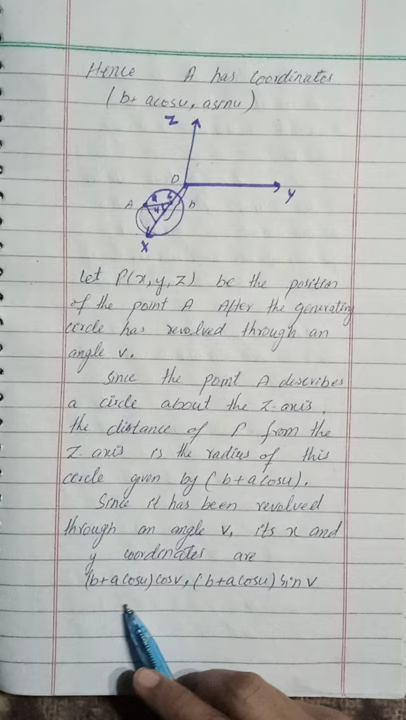 Hence A has coordinates
(b+ acosu, asinu)
Z
O
A
b
Y
X
Let P(x,y,z) be the position
of the point A After the generating
circle has revolved through an
angle v.
Since the point A describes
a circle about the Z-axis,
the distance of P from the
Z-axis is the radius of this
circle given by (b+acosu).
Since it has been revolved
through an angle v, its x and
y coordinates are
(b+acosu)cosv, (b+acosu)sinv